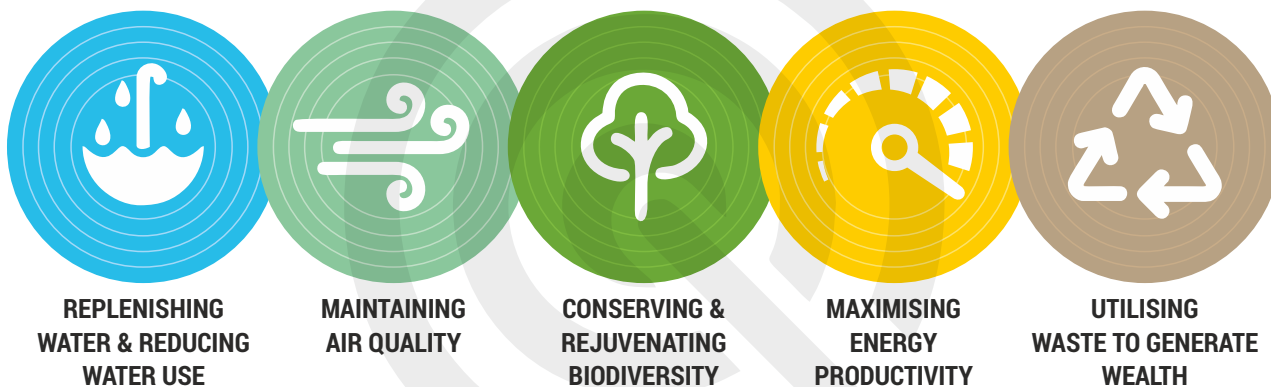 REPLENISHING
WATER & REDUCING
WATER USE
MAINTAINING
AIR QUALITY
CONSERVING &
REJUVENATING
BIODIVERSITY
MAXIMISING
ENERGY
PRODUCTIVITY
UTILISING
WASTE TO GENERATE
WEALTH